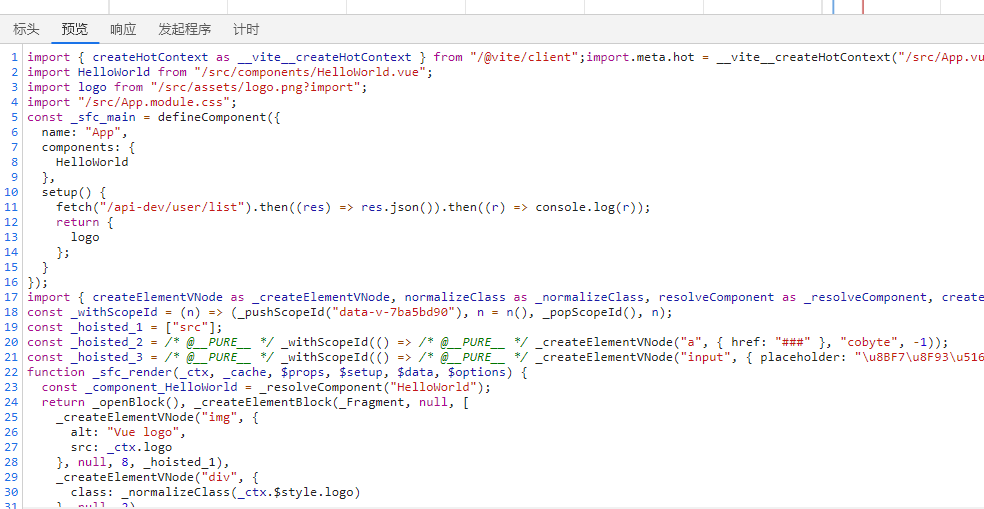 标头 预览 响应 发起程序 计时
1 import { createHotContext as __vite__createHotContext } from "/@vite/client";import.meta.hot = __vite__createHotContext("/src/App.vu
2 import HelloWorld from "/src/components/HelloWorld.vue";
3 import logo from "/src/assets/logo.png?import";
4 import "/src/App.module.css";
5 const _sfc_main = defineComponent({
6 name: "App",
7 components: {
8 HelloWorld
9 },
10 setup() {
11 fetch("/api-dev/user/list").then((res) => res.json()).then((r) => console.log(r));
12 return {
13 logo
14 };
15 }
16 });
17 import { createElementVNode as _createElementVNode, normalizeClass as _normalizeClass, resolveComponent as _resolveComponent, create
18 const _withScopeId = (n) => (_pushScopeId("data-v-7ba5bd90"), n = n(), _popScopeId(), n);
19 const _hoisted_1 = ["src"];
20 const _hoisted_2 = /* @__PURE__ */ _withScopeId(() => /* @__PURE__ */ _createElementVNode("a", { href: "###" }, "cobyte", -1));
21 const _hoisted_3 = /* @__PURE__ */ _withScopeId(() => /* @__PURE__ */ _createElementVNode("input", { placeholder: "\u8BF7\u8F93\u516
22 function _sfc_render(_ctx, _cache, $props, $setup, $data, $options) {
23 const _component_HelloWorld = _resolveComponent("HelloWorld");
24 return _openBlock(), _createElementBlock(_Fragment, null, [
25 _createElementVNode("img", {
26 alt: "Vue logo",
27 src: _ctx.logo
28 }, null, 8, _hoisted_1),
29 _createElementVNode("div", {
30 class: _normalizeClass(_ctx.$style.logo)
31 }, null, 2)